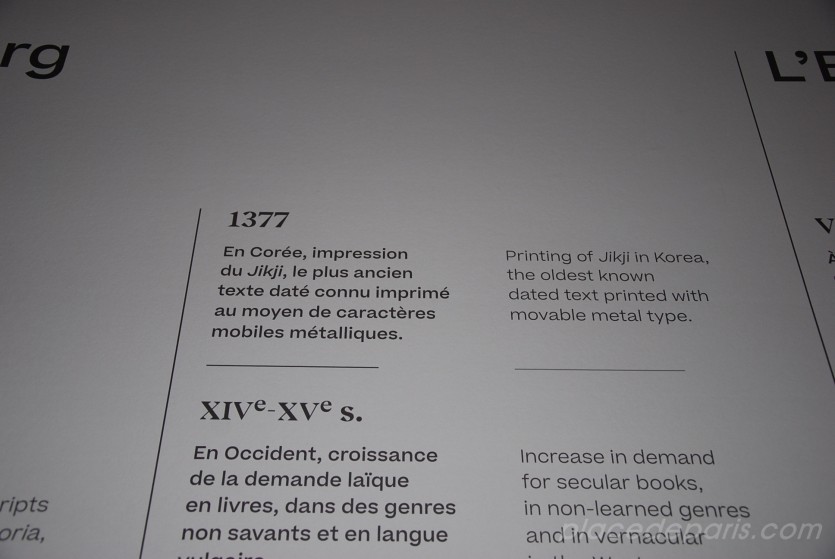 rg
L'E
1377
En Corée, impression
du Jikji, le plus ancien
texte daté connu imprimé
au moyen de caractères
mobiles métalliques.
Printing of Jikji in Korea,
the oldest known
dated text printed with
movable metal type.
XIVe-XVe s.
En Occident, croissance
de la demande laïque
en livres, dans des genres
non savants et en langue
Increase in demand
for secular books,
in non-learned genres
and in vernacular
ripts
oria,
V
À
placedeparis.com